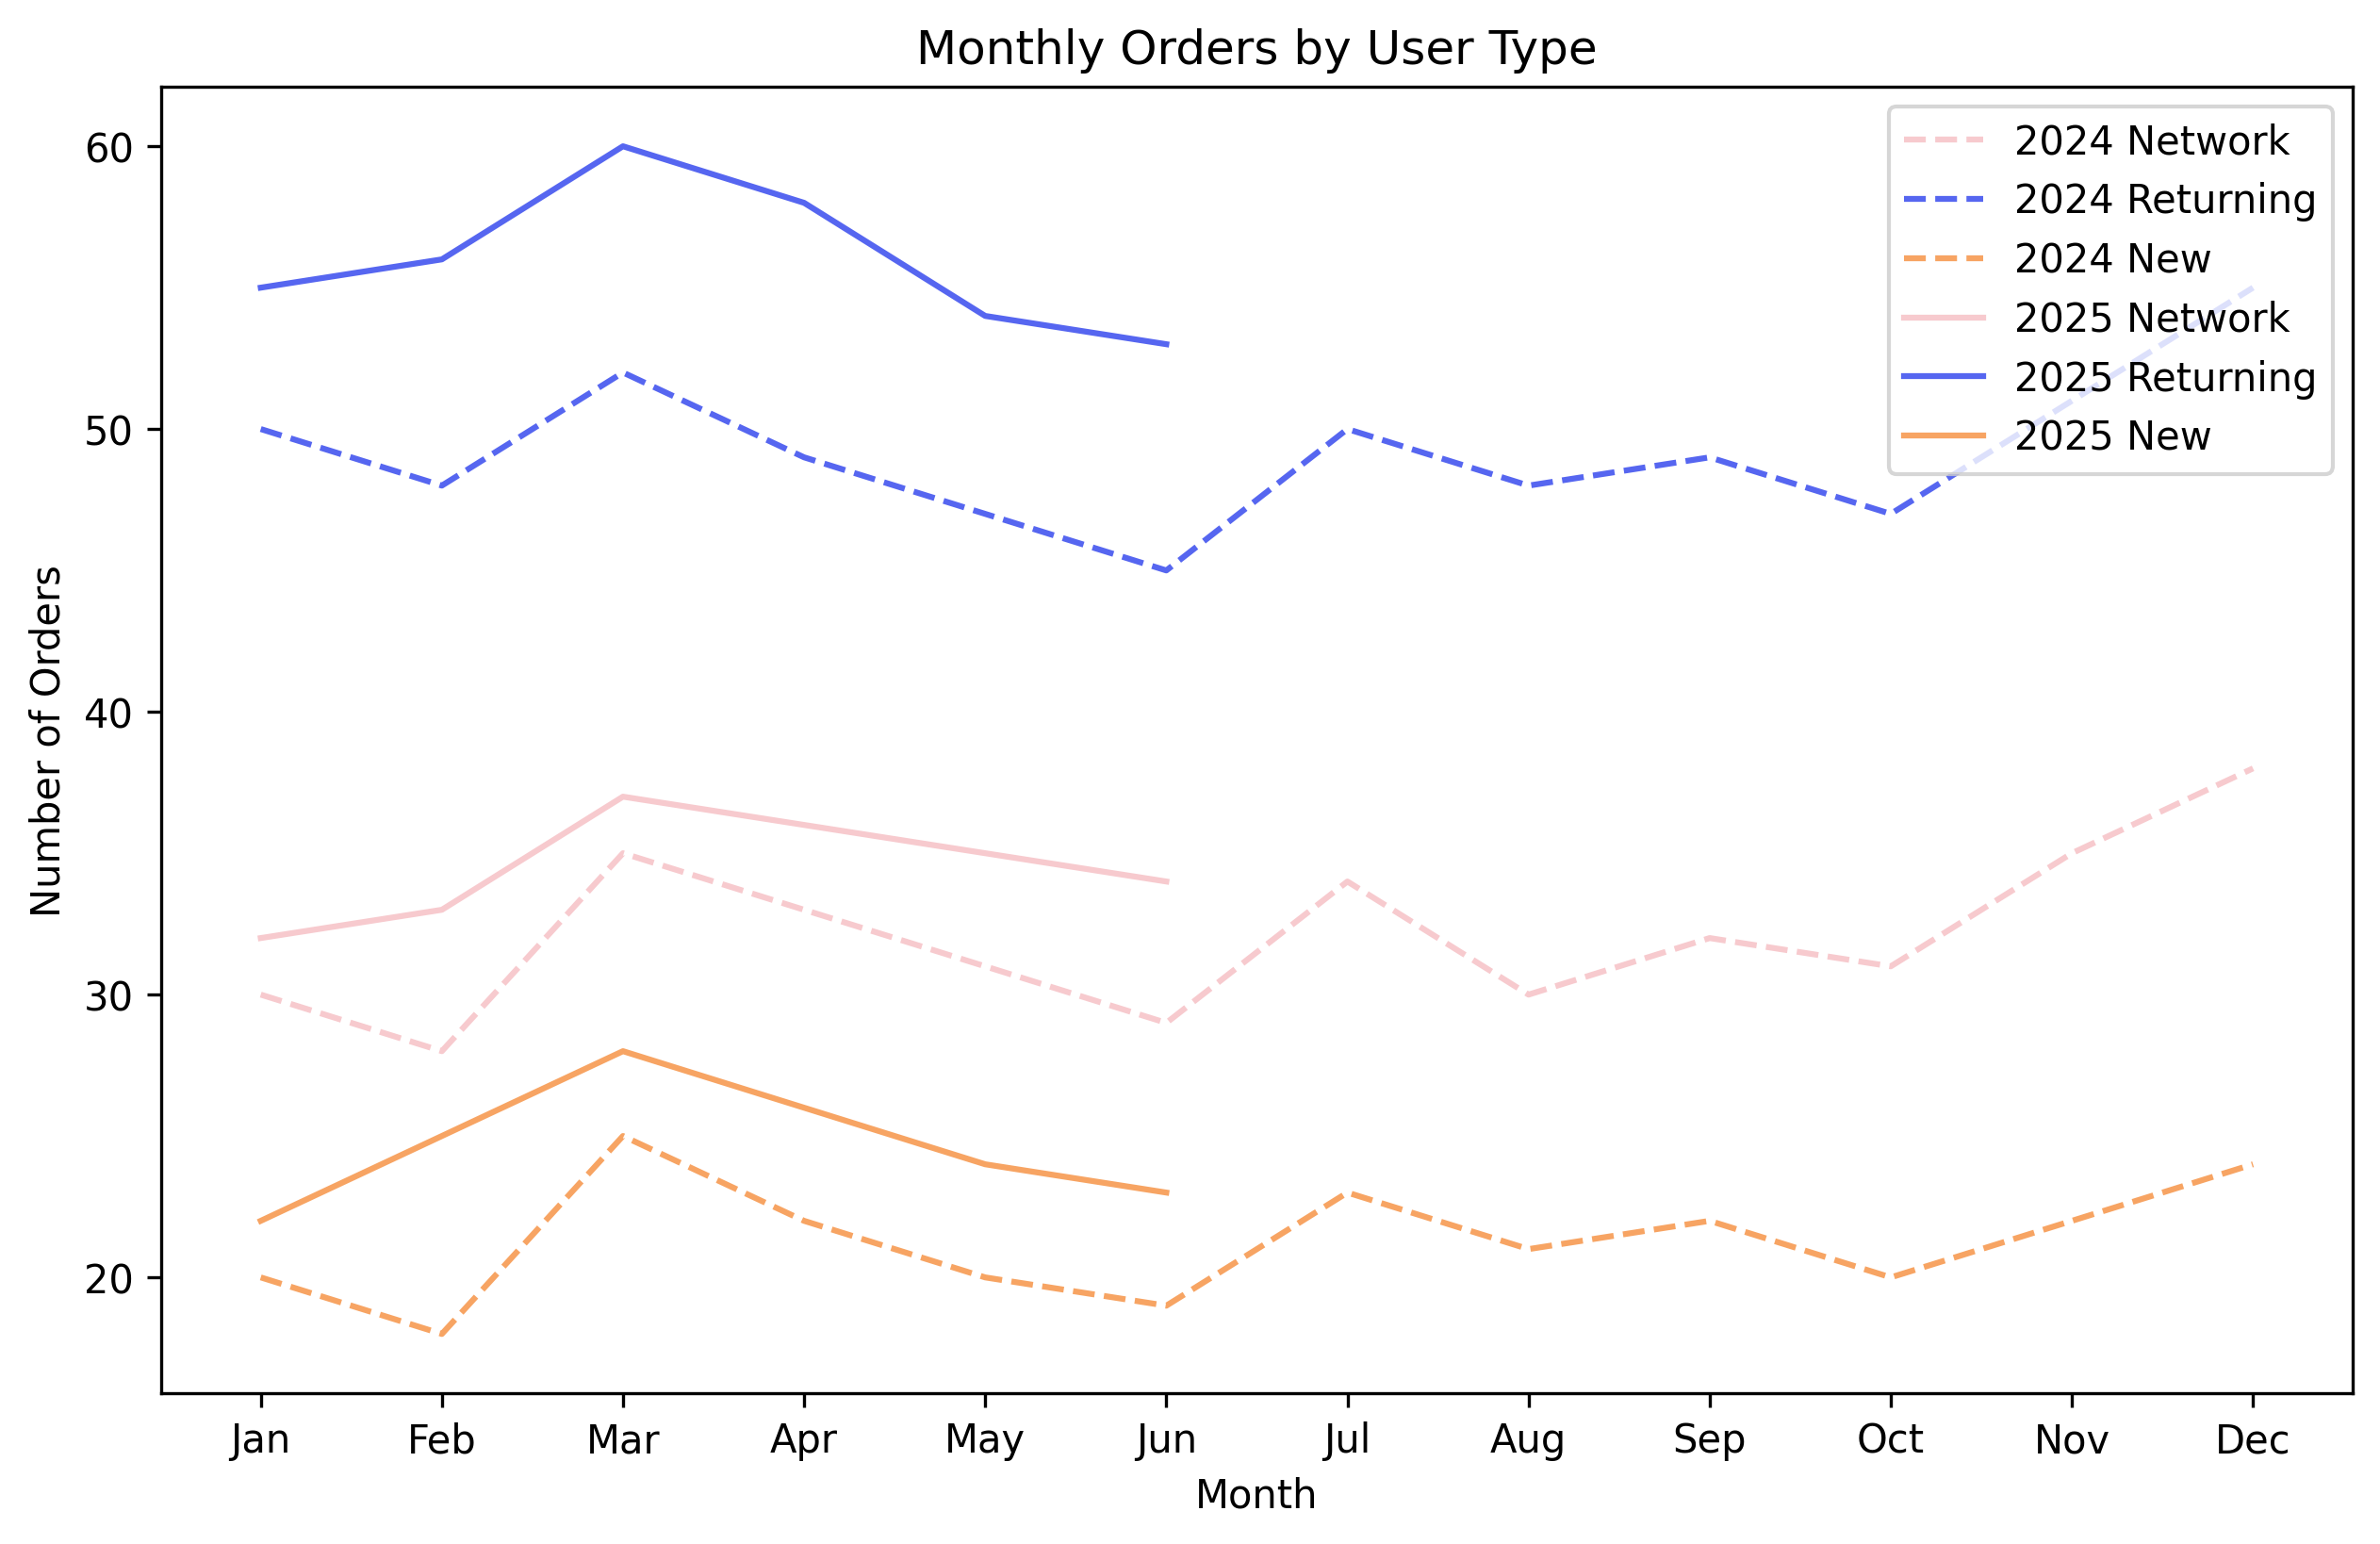 Monthly Orders by User Type
2024 Network
2024 Returning
2024 New
2025 Network
2025 Returning
2025 New
Number of Orders
60
50
40
30
20
Jan Feb Mar Apr May Jun Jul Aug Sep Oct Nov Dec
Month